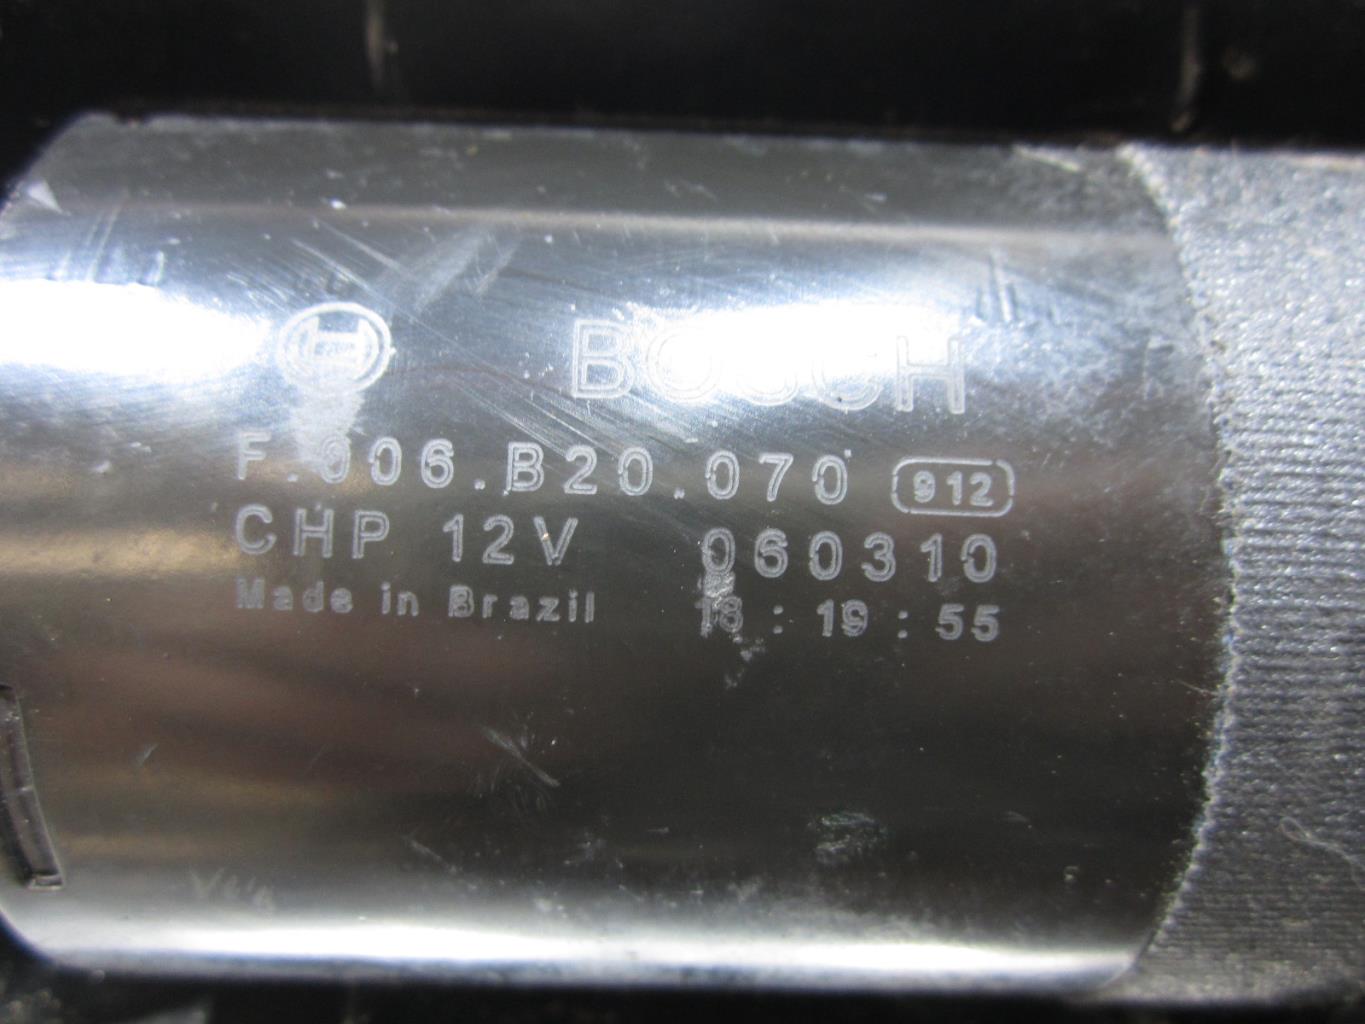 BOSCH
F.006.B20.070 912
CHP 12V 060310
Made in Brazil 18:19:55